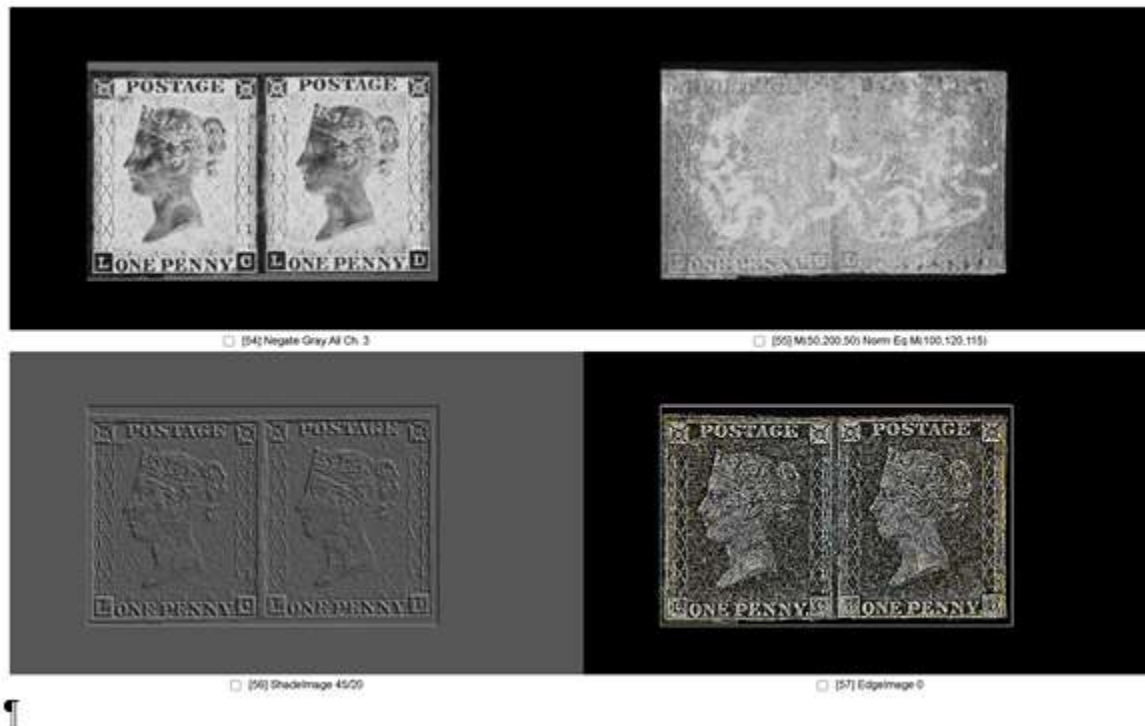 POSTAGE POSTAGE
L ONE PENNY C L ONE PENNY D
[54] Negate Gray All Ch. 3
[55] M(50,200,50) Norm Eq M(100,120,115)
POSTAGE POSTAGE
L ONE PENNY C L ONE PENNY D
POSTAGE POSTAGE
ONE PENNY ONE PENNY
[56] ShadeImage 45/20
[57] EdgeImage 0
¶